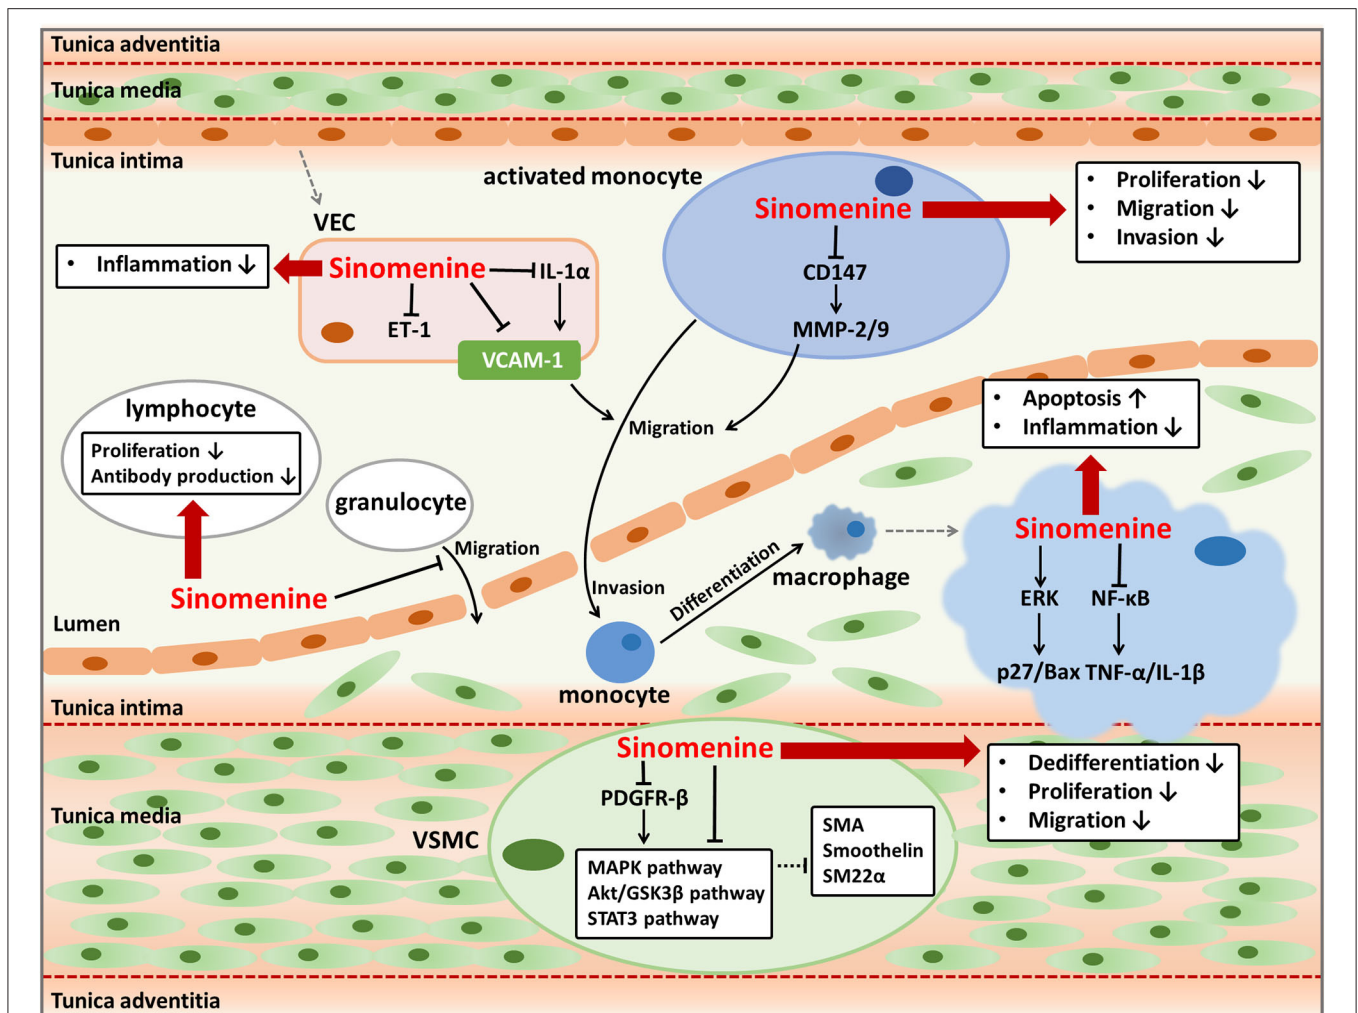 Tunica adventitia
Tunica media
Tunica intima
activated monocyte
Sinomenine
CD147
MMP-2/9
• Proliferation ↓
• Migration ↓
• Invasion ↓
VEC
• Inflammation ↓
Sinomenine
IL-1α
ET-1
VCAM-1
Migration
lymphocyte
Proliferation ↓
Antibody production ↓
granulocyte
Migration
Sinomenine
Lumen
Invasion
monocyte
Differentiation
macrophage
• Apoptosis ↑
• Inflammation ↓
Sinomenine
ERK
NF-κB
p27/Bax
TNF-α/IL-1β
Tunica intima
Tunica media
VSMC
Sinomenine
PDGFR-β
MAPK pathway
Akt/GSK3β pathway
STAT3 pathway
SMA
Smoothelin
SM22α
• Dedifferentiation ↓
• Proliferation ↓
• Migration ↓
Tunica adventitia